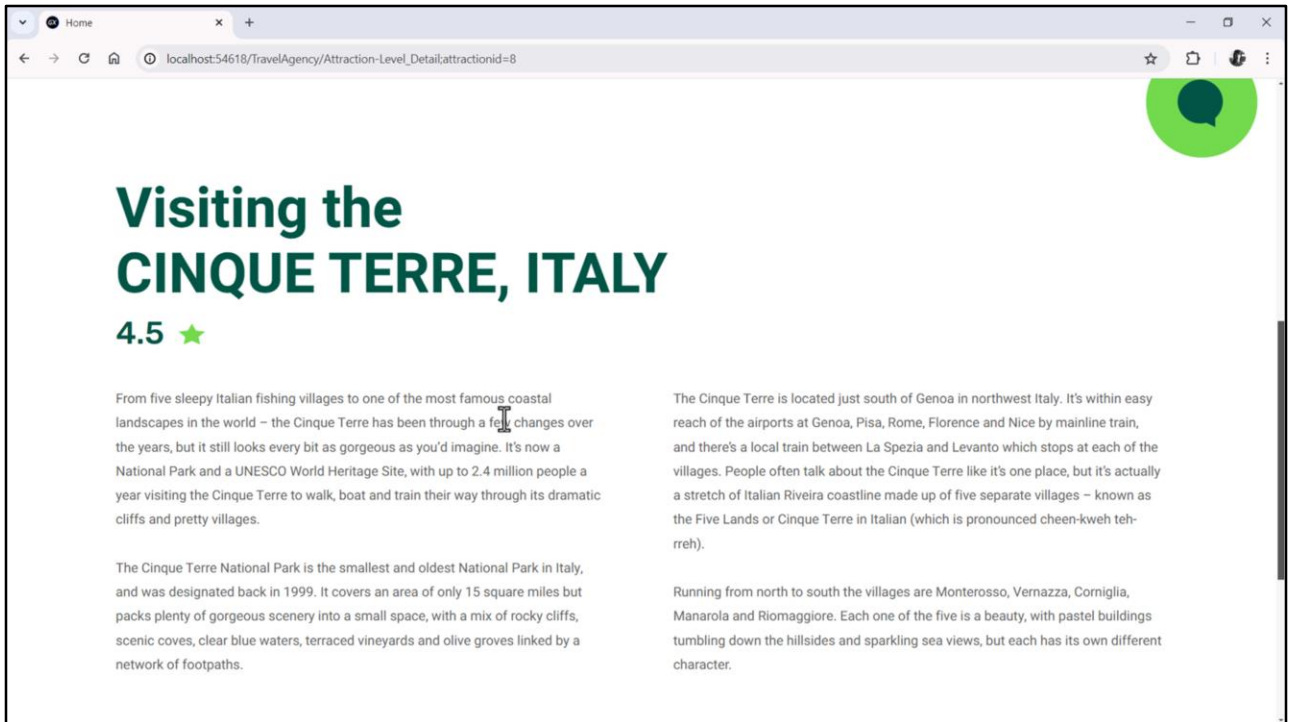 GX Home
localhost:54618/TravelAgency/Attraction-Level_Detail;attractionid=8
Visiting the
CINQUE TERRE, ITALY
4.5
From five sleepy Italian fishing villages to one of the most famous coastal
landscapes in the world – the Cinque Terre has been through a few changes over
the years, but it still looks every bit as gorgeous as you'd imagine. It's now a
National Park and a UNESCO World Heritage Site, with up to 2.4 million people a
year visiting the Cinque Terre to walk, boat and train their way through its dramatic
cliffs and pretty villages.
The Cinque Terre National Park is the smallest and oldest National Park in Italy,
and was designated back in 1999. It covers an area of only 15 square miles but
packs plenty of gorgeous scenery into a small space, with a mix of rocky cliffs,
scenic coves, clear blue waters, terraced vineyards and olive groves linked by a
network of footpaths.
The Cinque Terre is located just south of Genoa in northwest Italy. It's within easy
reach of the airports at Genoa, Pisa, Rome, Florence and Nice by mainline train,
and there's a local train between La Spezia and Levanto which stops at each of the
villages. People often talk about the Cinque Terre like it's one place, but it's actually
a stretch of Italian Riveira coastline made up of five separate villages – known as
the Five Lands or Cinque Terre in Italian (which is pronounced cheen-kweh teh-
rreh).
Running from north to south the villages are Monterosso, Vernazza, Corniglia,
Manarola and Riomaggiore. Each one of the five is a beauty, with pastel buildings
tumbling down the hillsides and sparkling sea views, but each has its own different
character.